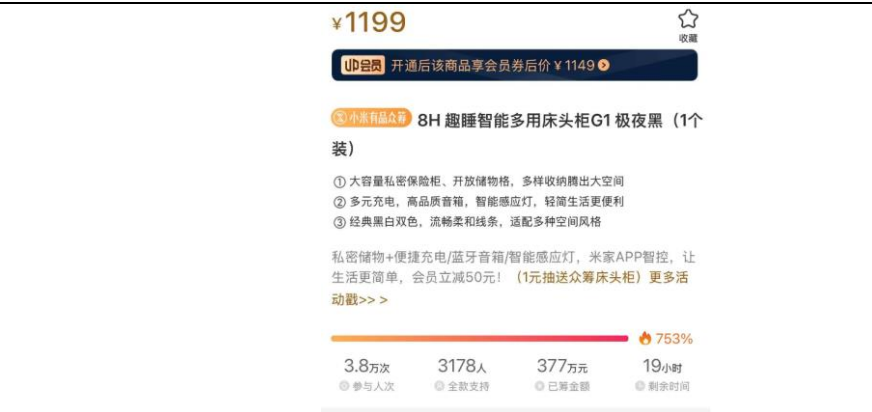 ¥1199
收藏
UP会员 开通后该商品享会员券后价¥1149
小米有品众筹 8H 趣睡智能多用床头柜G1 极夜黑（1个
装）
① 大容量私密保险柜、开放储物格，多样收纳腾出大空间
② 多元充电，高品质音箱，智能感应灯，轻简生活更便利
③ 经典黑白双色，流畅柔和线条，适配多种空间风格
私密储物+便捷充电/蓝牙音箱/智能感应灯，米家APP智控，让
生活更简单，会员立减50元！（1元抽送众筹床头柜）更多活
动戳>> >
753%
3.8万次 3178人 377万元 19小时
参与人次 全款支持 已筹金额 剩余时间